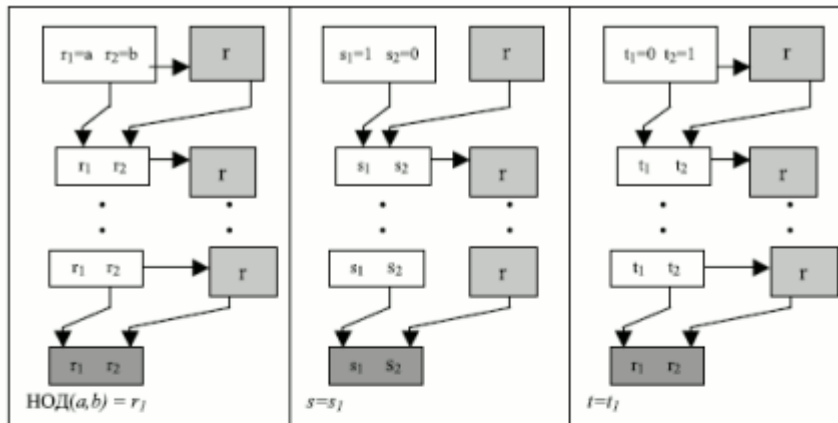 r₁=a r₂=b
r
r₁ r₂
r
r₁ r₂
r
r₁ r₂
НОД(a,b) = r₁
s₁=1 s₂=0
r
s₁ s₂
r
s₁ s₂
r
s₁ s₂
s=s₁
t₁=0 t₂=1
r
t₁ t₂
r
t₁ t₂
r
r₁ r₂
t=t₁